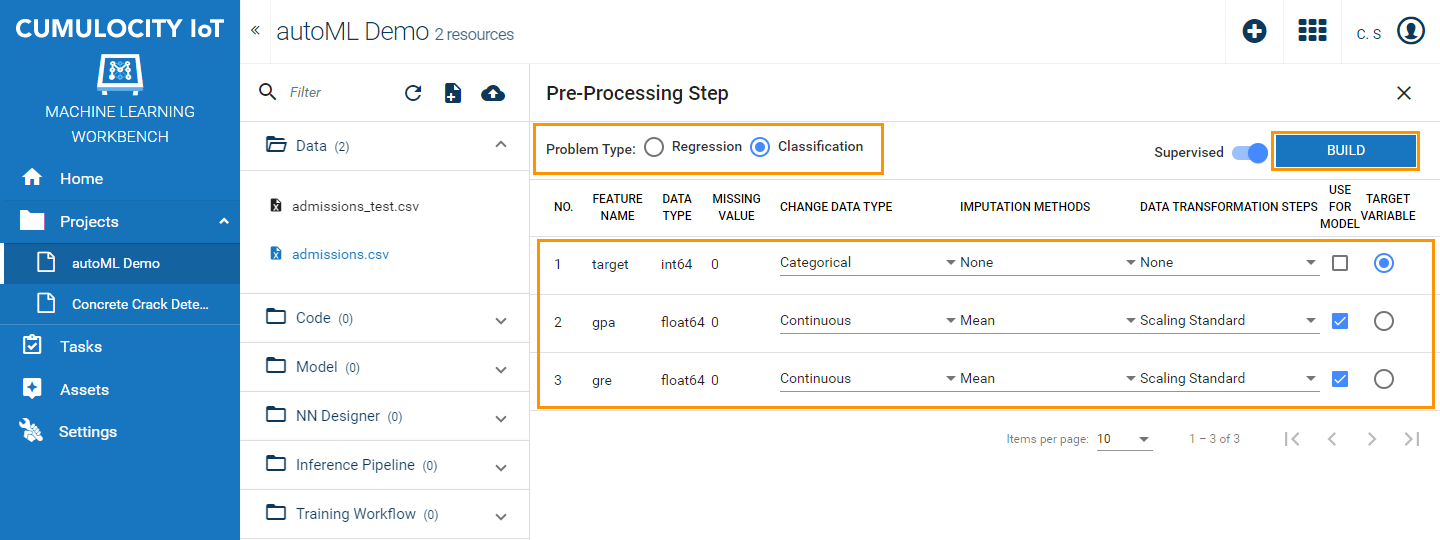 CUMULOCITY IoT
MACHINE LEARNING
WORKBENCH
Home
Projects
autoML Demo
Concrete Crack Dete...
Tasks
Assets
Settings
« autoML Demo 2 resources
C. S
Filter
Data (2)
admissions_test.csv
admissions.csv
Code (0)
Model (0)
NN Designer (0)
Inference Pipeline (0)
Training Workflow (0)
Pre-Processing Step
Problem Type: Regression Classification
Supervised BUILD
NO. FEATURE NAME DATA TYPE MISSING VALUE CHANGE DATA TYPE IMPUTATION METHODS DATA TRANSFORMATION STEPS USE FOR MODEL TARGET VARIABLE
1 target int64 0 Categorical None None
2 gpa float64 0 Continuous Mean Scaling Standard
3 gre float64 0 Continuous Mean Scaling Standard
Items per page: 10 1 – 3 of 3